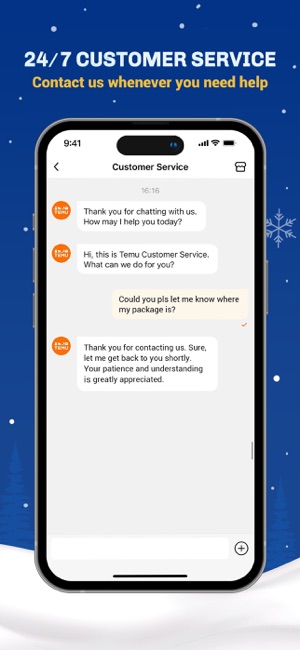 24/7 CUSTOMER SERVICE
Contact us whenever you need help
9:41
Customer Service
16:16
TEMU
Thank you for chatting with us.
How may I help you today?
TEMU
Hi, this is Temu Customer Service.
What can we do for you?
Could you pls let me know where
my package is?
TEMU
Thank you for contacting us. Sure,
let me get back to you shortly.
Your patience and understanding
is greatly appreciated.